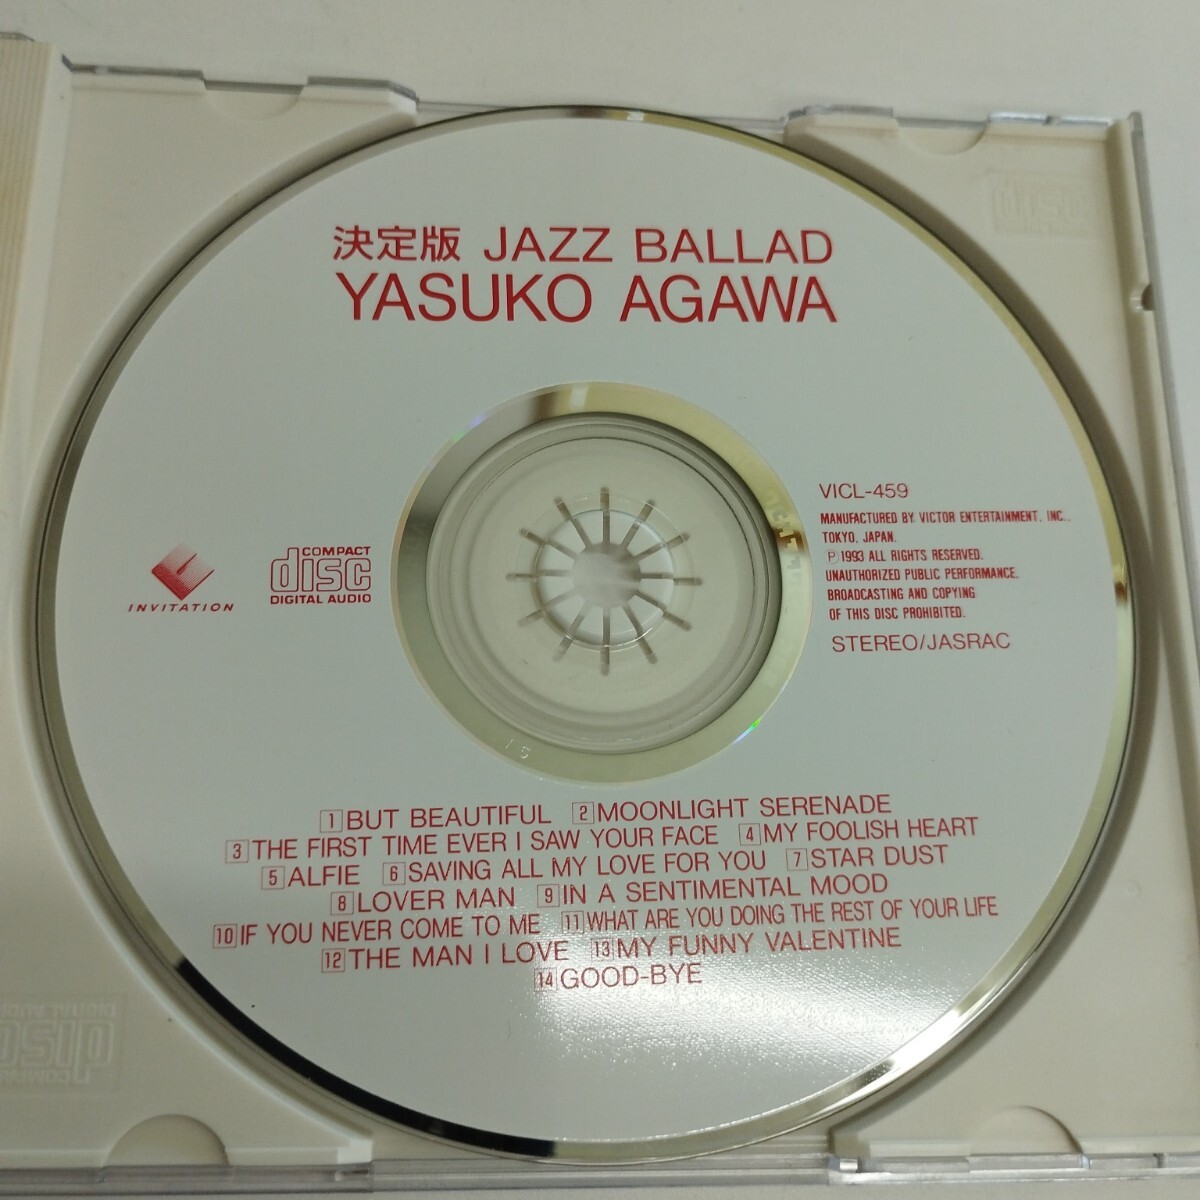 決定版 JAZZ BALLAD
YASUKO AGAWA
VICL-459
MANUFACTURED BY VICTOR ENTERTAINMENT, INC.,
TOKYO, JAPAN.
Ⓟ1993 ALL RIGHTS RESERVED.
UNAUTHORIZED PUBLIC PERFORMANCE,
BROADCASTING AND COPYING
OF THIS DISC PROHIBITED.
STEREO/JASRAC
INVITATION
COMPACT
disc
DIGITAL AUDIO
15
1 BUT BEAUTIFUL 2 MOONLIGHT SERENADE
3 THE FIRST TIME EVER I SAW YOUR FACE 4 MY FOOLISH HEART
5 ALFIE 6 SAVING ALL MY LOVE FOR YOU 7 STAR DUST
8 LOVER MAN 9 IN A SENTIMENTAL MOOD
10 IF YOU NEVER COME TO ME 11 WHAT ARE YOU DOING THE REST OF YOUR LIFE
12 THE MAN I LOVE 13 MY FUNNY VALENTINE
14 GOOD-BYE